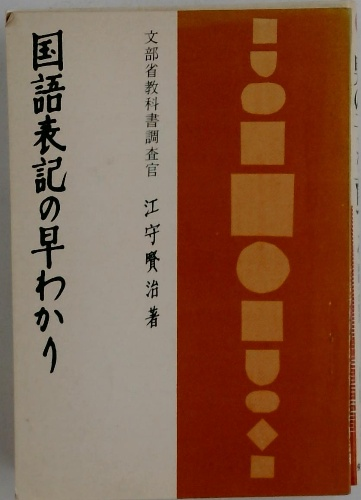 文部省教科書調査官 江守賢治著
国語表記の早わかり